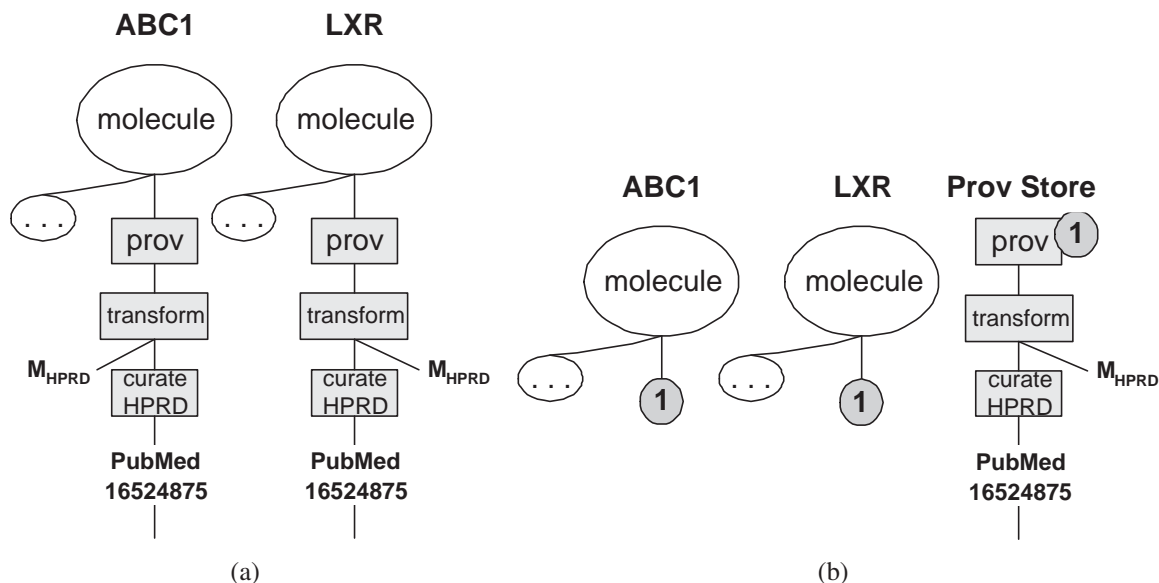 ABC1
LXR
molecule
molecule
. . .
. . .
prov
prov
transform
transform
M_HPRD
curate
HPRD
curate
HPRD
M_HPRD
PubMed
16524875
PubMed
16524875
(a)
ABC1
LXR
Prov Store
molecule
molecule
prov
1
transform
. . .
1
. . .
1
M_HPRD
curate
HPRD
PubMed
16524875
(b)